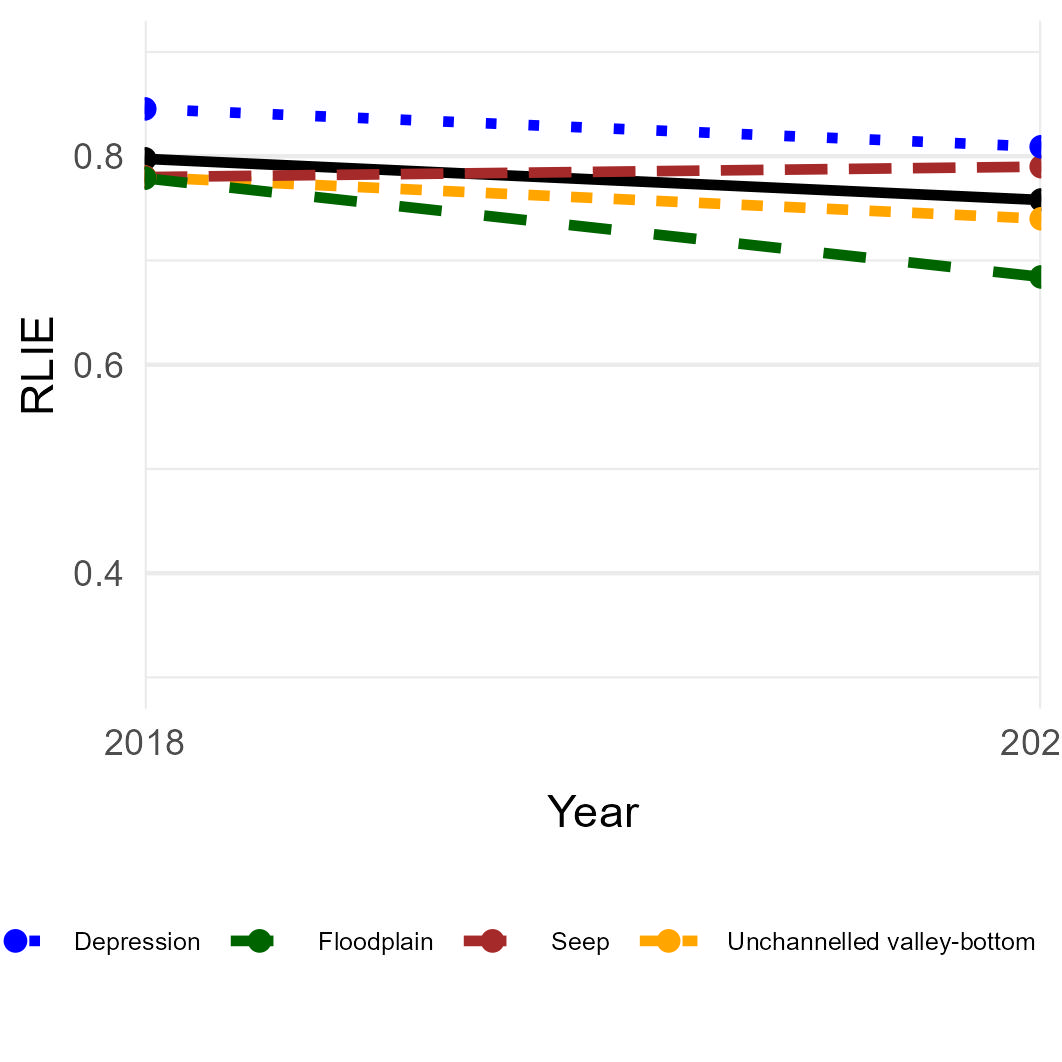 0.8
0.6
0.4
RLIE
2018
202
Year
Depression
Floodplain
Seep
Unchannelled valley-bottom